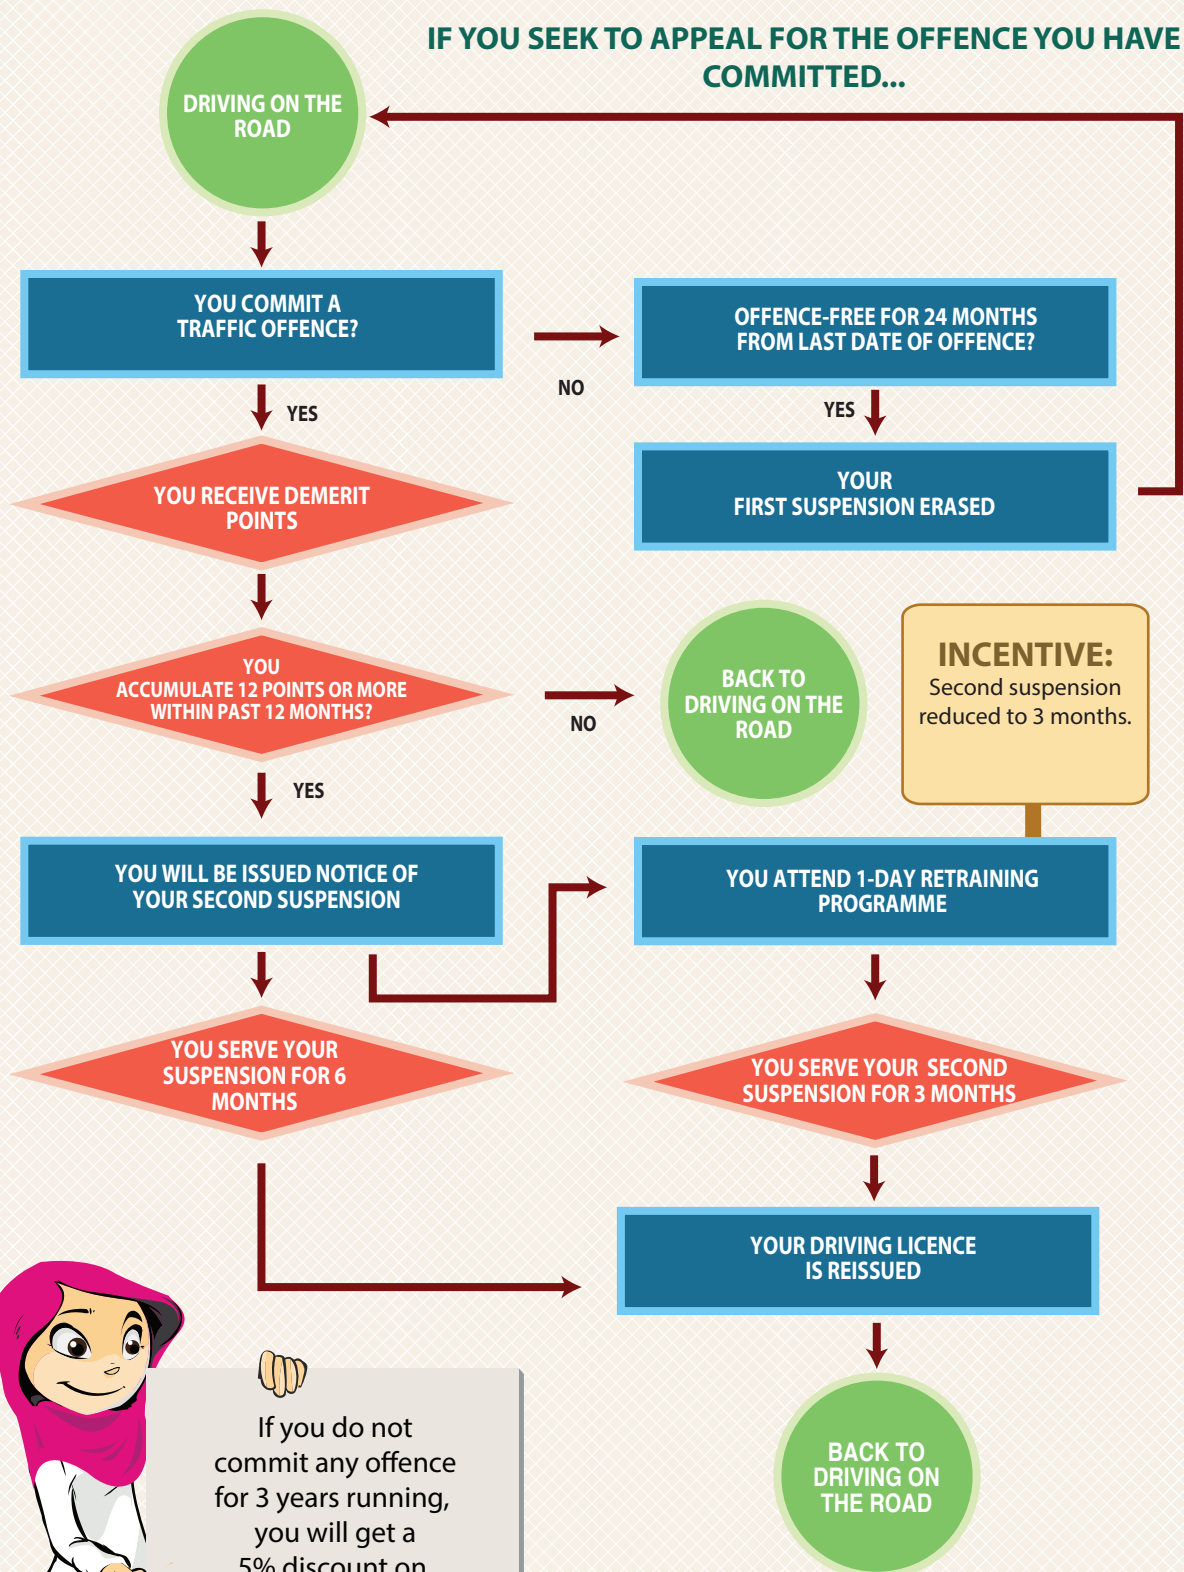 IF YOU SEEK TO APPEAL FOR THE OFFENCE YOU HAVE
COMMITTED...
DRIVING ON THE
ROAD
YOU COMMIT A
TRAFFIC OFFENCE?
NO
OFFENCE-FREE FOR 24 MONTHS
FROM LAST DATE OF OFFENCE?
YES
YES
YOUR
FIRST SUSPENSION ERASED
YOU RECEIVE DEMERIT
POINTS
YOU
ACCUMULATE 12 POINTS OR MORE
WITHIN PAST 12 MONTHS?
NO
BACK TO
DRIVING ON THE
ROAD
INCENTIVE:
Second suspension
reduced to 3 months.
YES
YOU WILL BE ISSUED NOTICE OF
YOUR SECOND SUSPENSION
YOU ATTEND 1-DAY RETRAINING
PROGRAMME
YOU SERVE YOUR
SUSPENSION FOR 6
MONTHS
YOU SERVE YOUR SECOND
SUSPENSION FOR 3 MONTHS
YOUR DRIVING LICENCE
IS REISSUED
BACK TO
DRIVING ON
THE ROAD
If you do not
commit any offence
for 3 years running,
you will get a
5% discount on